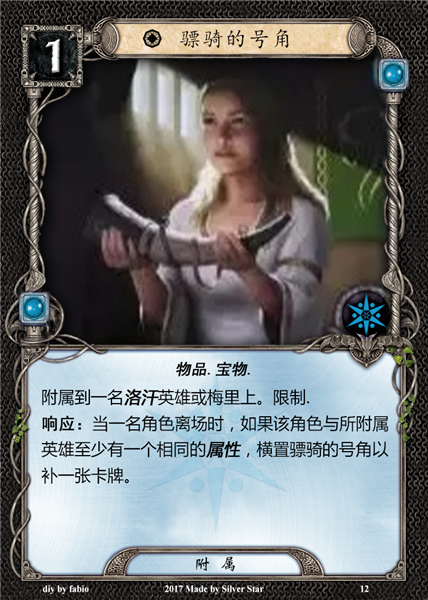 1
骠骑的号角
物品. 宝物.
附属到一名洛汗英雄或梅里上。限制.
响应：当一名角色离场时，如果该角色与所附属
英雄至少有一个相同的属性，横置骠骑的号角以
补一张卡牌。
附 属
diy by fabio
2017 Made by Silver Star
12